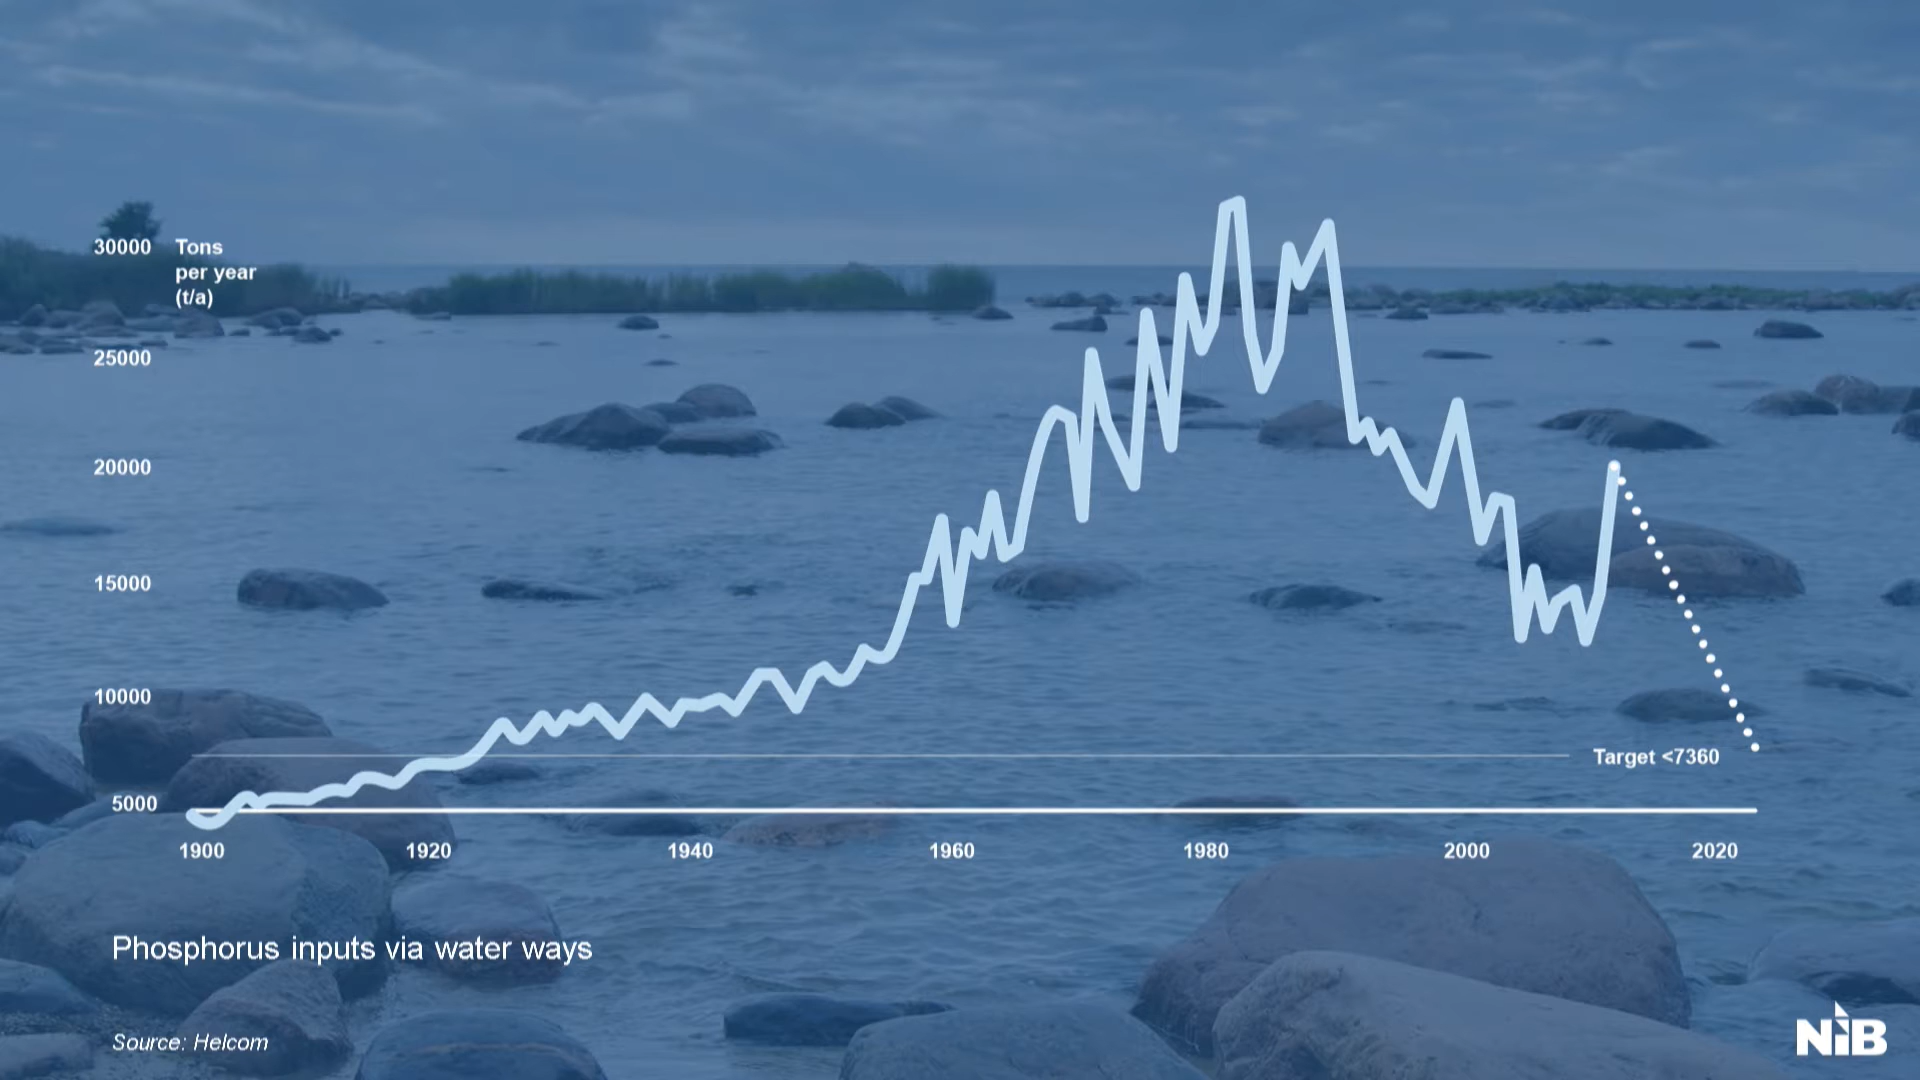 30000
Tons
per year
(t/a)
25000
20000
15000
10000
Target <7360
5000
1900 1920 1940 1960 1980 2000 2020
Phosphorus inputs via water ways
Source: Helcom
NIB